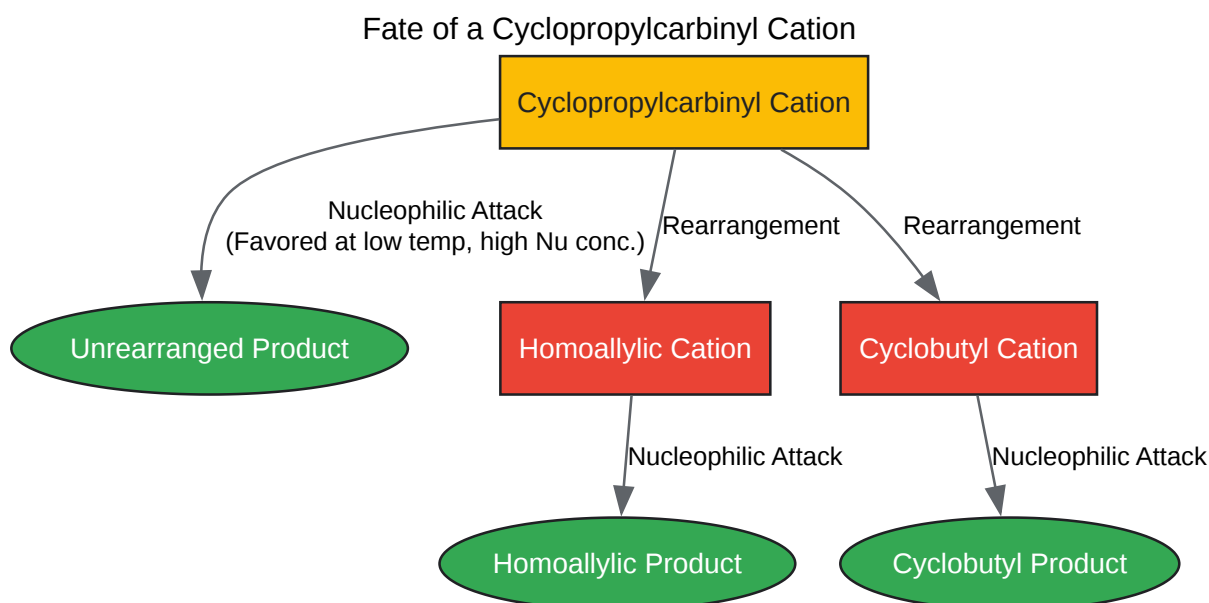 Fate of a Cyclopropylcarbinyl Cation
Cyclopropylcarbinyl Cation
Nucleophilic Attack
(Favored at low temp, high Nu conc.)
Rearrangement
Rearrangement
Unrearranged Product
Homoallylic Cation
Cyclobutyl Cation
Nucleophilic Attack
Nucleophilic Attack
Homoallylic Product
Cyclobutyl Product